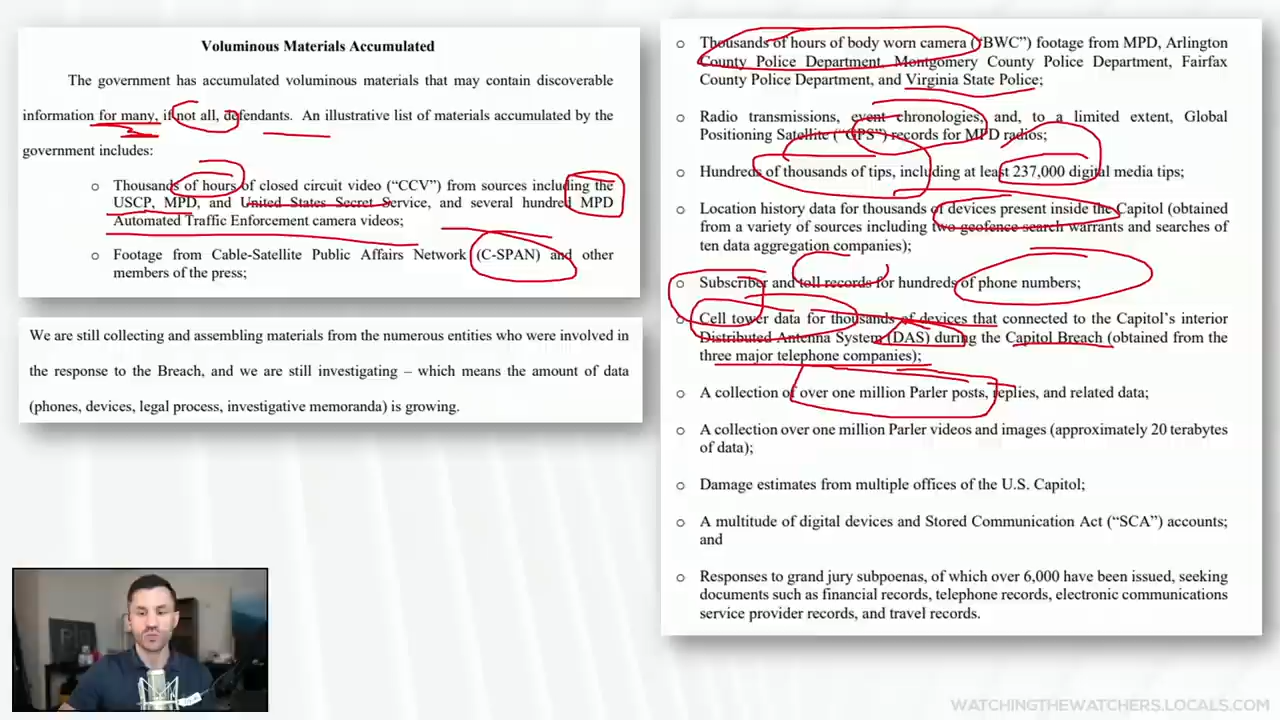 Voluminous Materials Accumulated
The government has accumulated voluminous materials that may contain discoverable
information for many, if not all, defendants. An illustrative list of materials accumulated by the
government includes:
o Thousands of hours of closed circuit video (“CCV”) from sources including the
USCP, MPD, and United States Secret Service, and several hundred MPD
Automated Traffic Enforcement camera videos;
o Footage from Cable-Satellite Public Affairs Network (C-SPAN) and other
members of the press;
We are still collecting and assembling materials from the numerous entities who were involved in
the response to the Breach, and we are still investigating – which means the amount of data
(phones, devices, legal process, investigative memoranda) is growing.
o Thousands of hours of body worn camera (“BWC”) footage from MPD, Arlington
County Police Department, Montgomery County Police Department, Fairfax
County Police Department, and Virginia State Police;
o Radio transmissions, event chronologies, and, to a limited extent, Global
Positioning Satellite (“GPS”) records for MPD radios;
o Hundreds of thousands of tips, including at least 237,000 digital media tips;
o Location history data for thousands of devices present inside the Capitol (obtained
from a variety of sources including two geofence search warrants and searches of
ten data aggregation companies);
o Subscriber and toll records for hundreds of phone numbers;
o Cell tower data for thousands of devices that connected to the Capitol’s interior
Distributed Antenna System (DAS) during the Capitol Breach (obtained from the
three major telephone companies);
o A collection of over one million Parler posts, replies, and related data;
o A collection over one million Parler videos and images (approximately 20 terabytes
of data);
o Damage estimates from multiple offices of the U.S. Capitol;
o A multitude of digital devices and Stored Communication Act (“SCA”) accounts;
and
o Responses to grand jury subpoenas, of which over 6,000 have been issued, seeking
documents such as financial records, telephone records, electronic communications
service provider records, and travel records.
WATCHINGTHEWATCHERS.LOCALS.COM